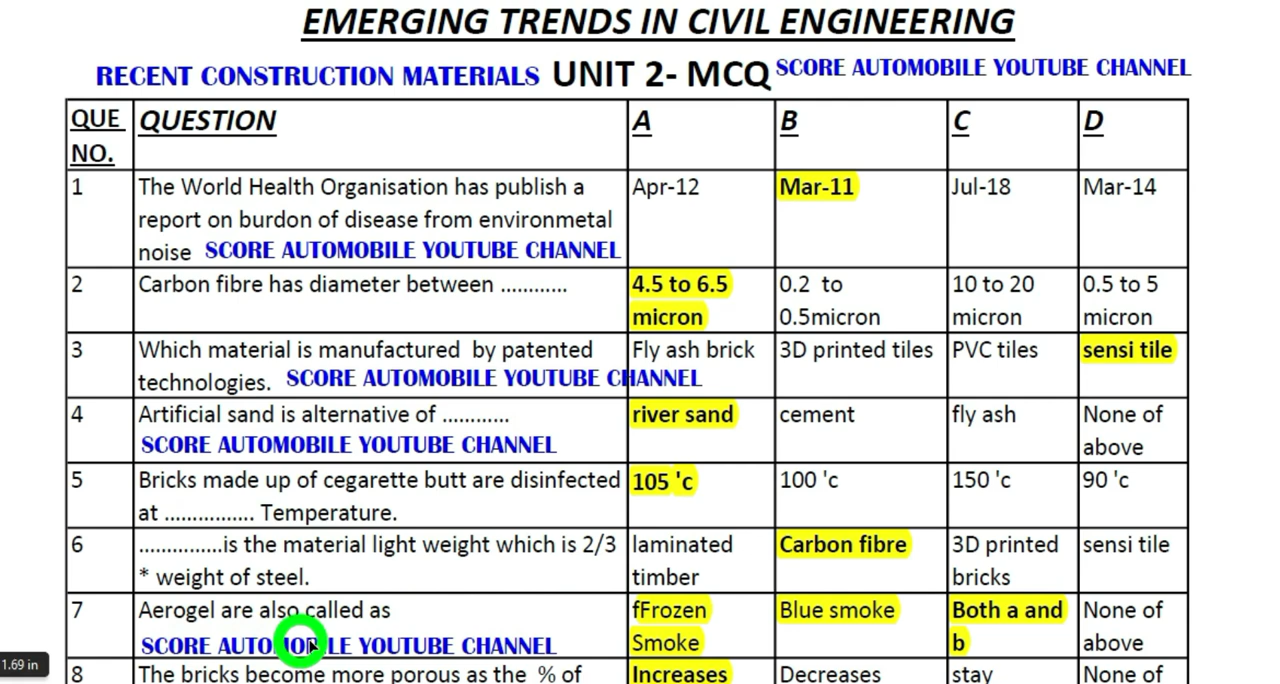 EMERGING TRENDS IN CIVIL ENGINEERING
RECENT CONSTRUCTION MATERIALS UNIT 2- MCQ SCORE AUTOMOBILE YOUTUBE CHANNEL
QUE NO. QUESTION A B C D
1 The World Health Organisation has publish a Apr-12 Mar-11 Jul-18 Mar-14
report on burdon of disease from environmetal
noise SCORE AUTOMOBILE YOUTUBE CHANNEL
2 Carbon fibre has diameter between ............ 4.5 to 6.5 0.2 to 10 to 20 0.5 to 5
micron 0.5micron micron micron
3 Which material is manufactured by patented Fly ash brick 3D printed tiles PVC tiles sensi tile
technologies. SCORE AUTOMOBILE YOUTUBE CHANNEL
4 Artificial sand is alternative of ............ river sand cement fly ash None of
SCORE AUTOMOBILE YOUTUBE CHANNEL above
5 Bricks made up of cegarette butt are disinfected 105 'c 100 'c 150 'c 90 'c
at ................ Temperature.
6 ...............is the material light weight which is 2/3 laminated Carbon fibre 3D printed sensi tile
* weight of steel. timber bricks
7 Aerogel are also called as fFrozen Blue smoke Both a and None of
SCORE AUTOMOBILE YOUTUBE CHANNEL Smoke b above
8 The bricks become more porous as the % of Increases Decreases stay None of
1.69 in